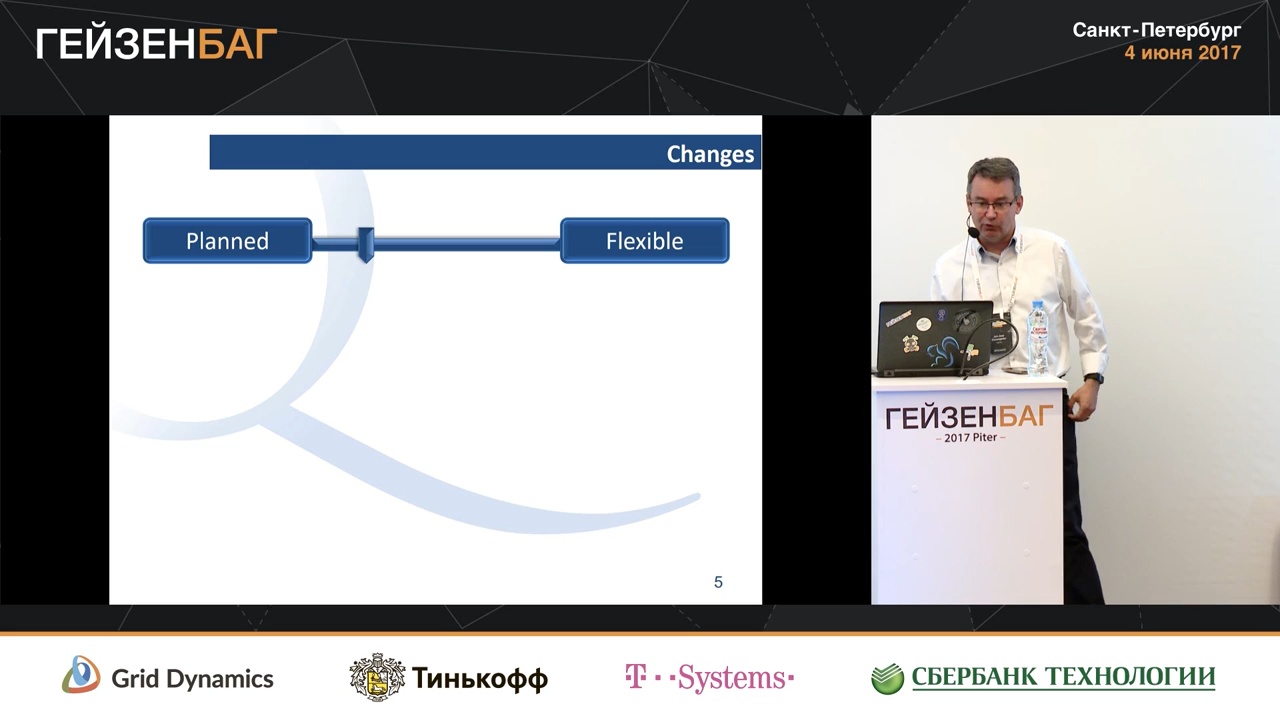 ГЕЙЗЕНБАГ
Санкт-Петербург
4 июня 2017
Changes
Planned
Flexible
5
ГЕЙЗЕНБАГ
– 2017 Piter –
Grid Dynamics
Тинькофф
T··Systems·
СБЕРБАНК ТЕХНОЛОГИИ